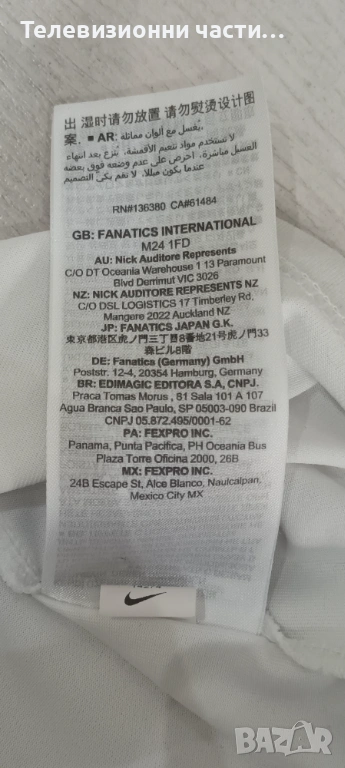 Телевизионни части...
出 湿时请勿放置 请勿熨烫设计图
案. ■ AR: يُغسل مع ألوان مماثلة.
لا تستخدم مواد تنعيم الأقمشة. يُنزع بعد انتهاء
الغسيل مباشرة. احرص على عدم وضعه فوق بعضه
عندما يكون مبللا. لا تقم بكي التصميم
RN#136380 CA#61484
GB: FANATICS INTERNATIONAL
M24 1FD
AU: Nick Auditore Represents
C/O DT Oceania Warehouse 1 13 Paramount
Blvd Derrimut VIC 3026
NZ: NICK AUDITORE REPRESENTS NZ
C/O DSL LOGISTICS 17 Timberley Rd.
Mangere 2022 Auckland NZ
JP: FANATICS JAPAN G.K.
東京都港区虎ノ門三丁目8番地21号虎ノ門33
森ビル8階
DE: Fanatics (Germany) GmbH
Poststr. 12-4, 20354 Hamburg, Germany
BR: EDIMAGIC EDITORA S.A, CNPJ.
Praca Tomas Morus , 81 Sala 101 A 107
Agua Branca Sao Paulo, SP 05003-090 Brazil
CNPJ 05.872.495/0001-62
PA: FEXPRO INC.
Panama, Punta Pacifica, PH Oceania Bus
Plaza Torre Oficina 2000, 26B
MX: FEXPRO INC.
24B Escape St, Alce Blanco, Naulcalpan,
Mexico City MX
BAZAR